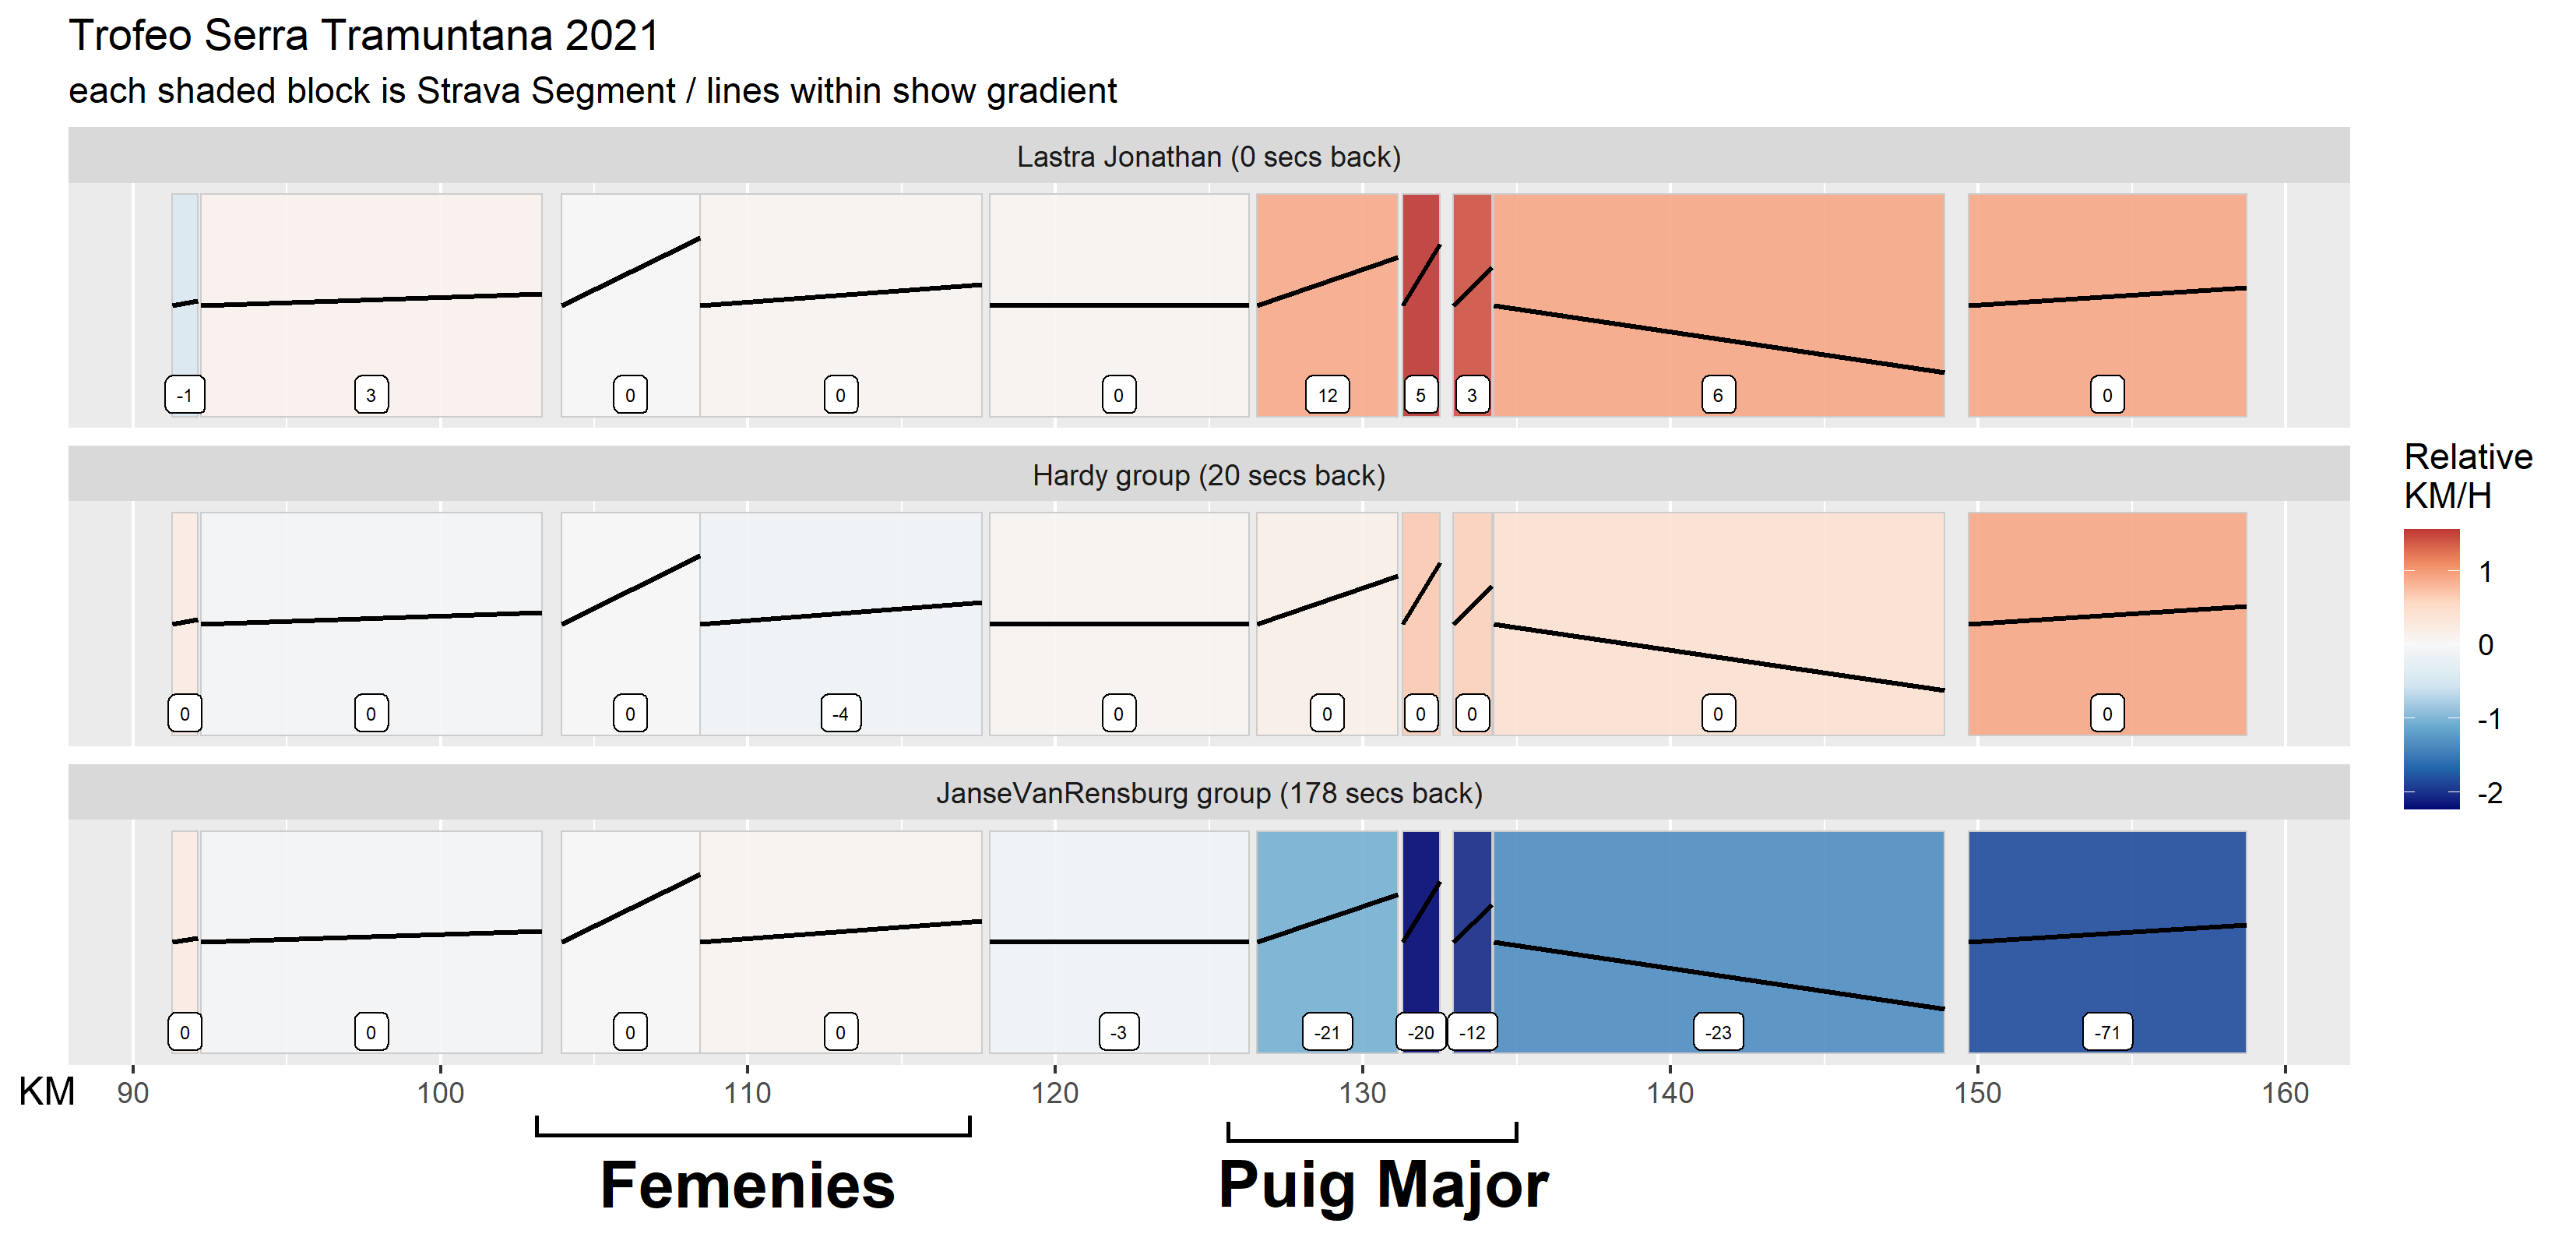 Trofeo Serra Tramuntana 2021
each shaded block is Strava Segment / lines within show gradient
Lastra Jonathan (0 secs back)
-1 3 0 0 0 12 5 3 6 0
Hardy group (20 secs back)
0 0 0 -4 0 0 0 0 0 0
JanseVanRensburg group (178 secs back)
0 0 0 0 -3 -21 -20 -12 -23 -71
KM 90 100 110 120 130 140 150 160
Femenies Puig Major
Relative
KM/H
1
0
-1
-2